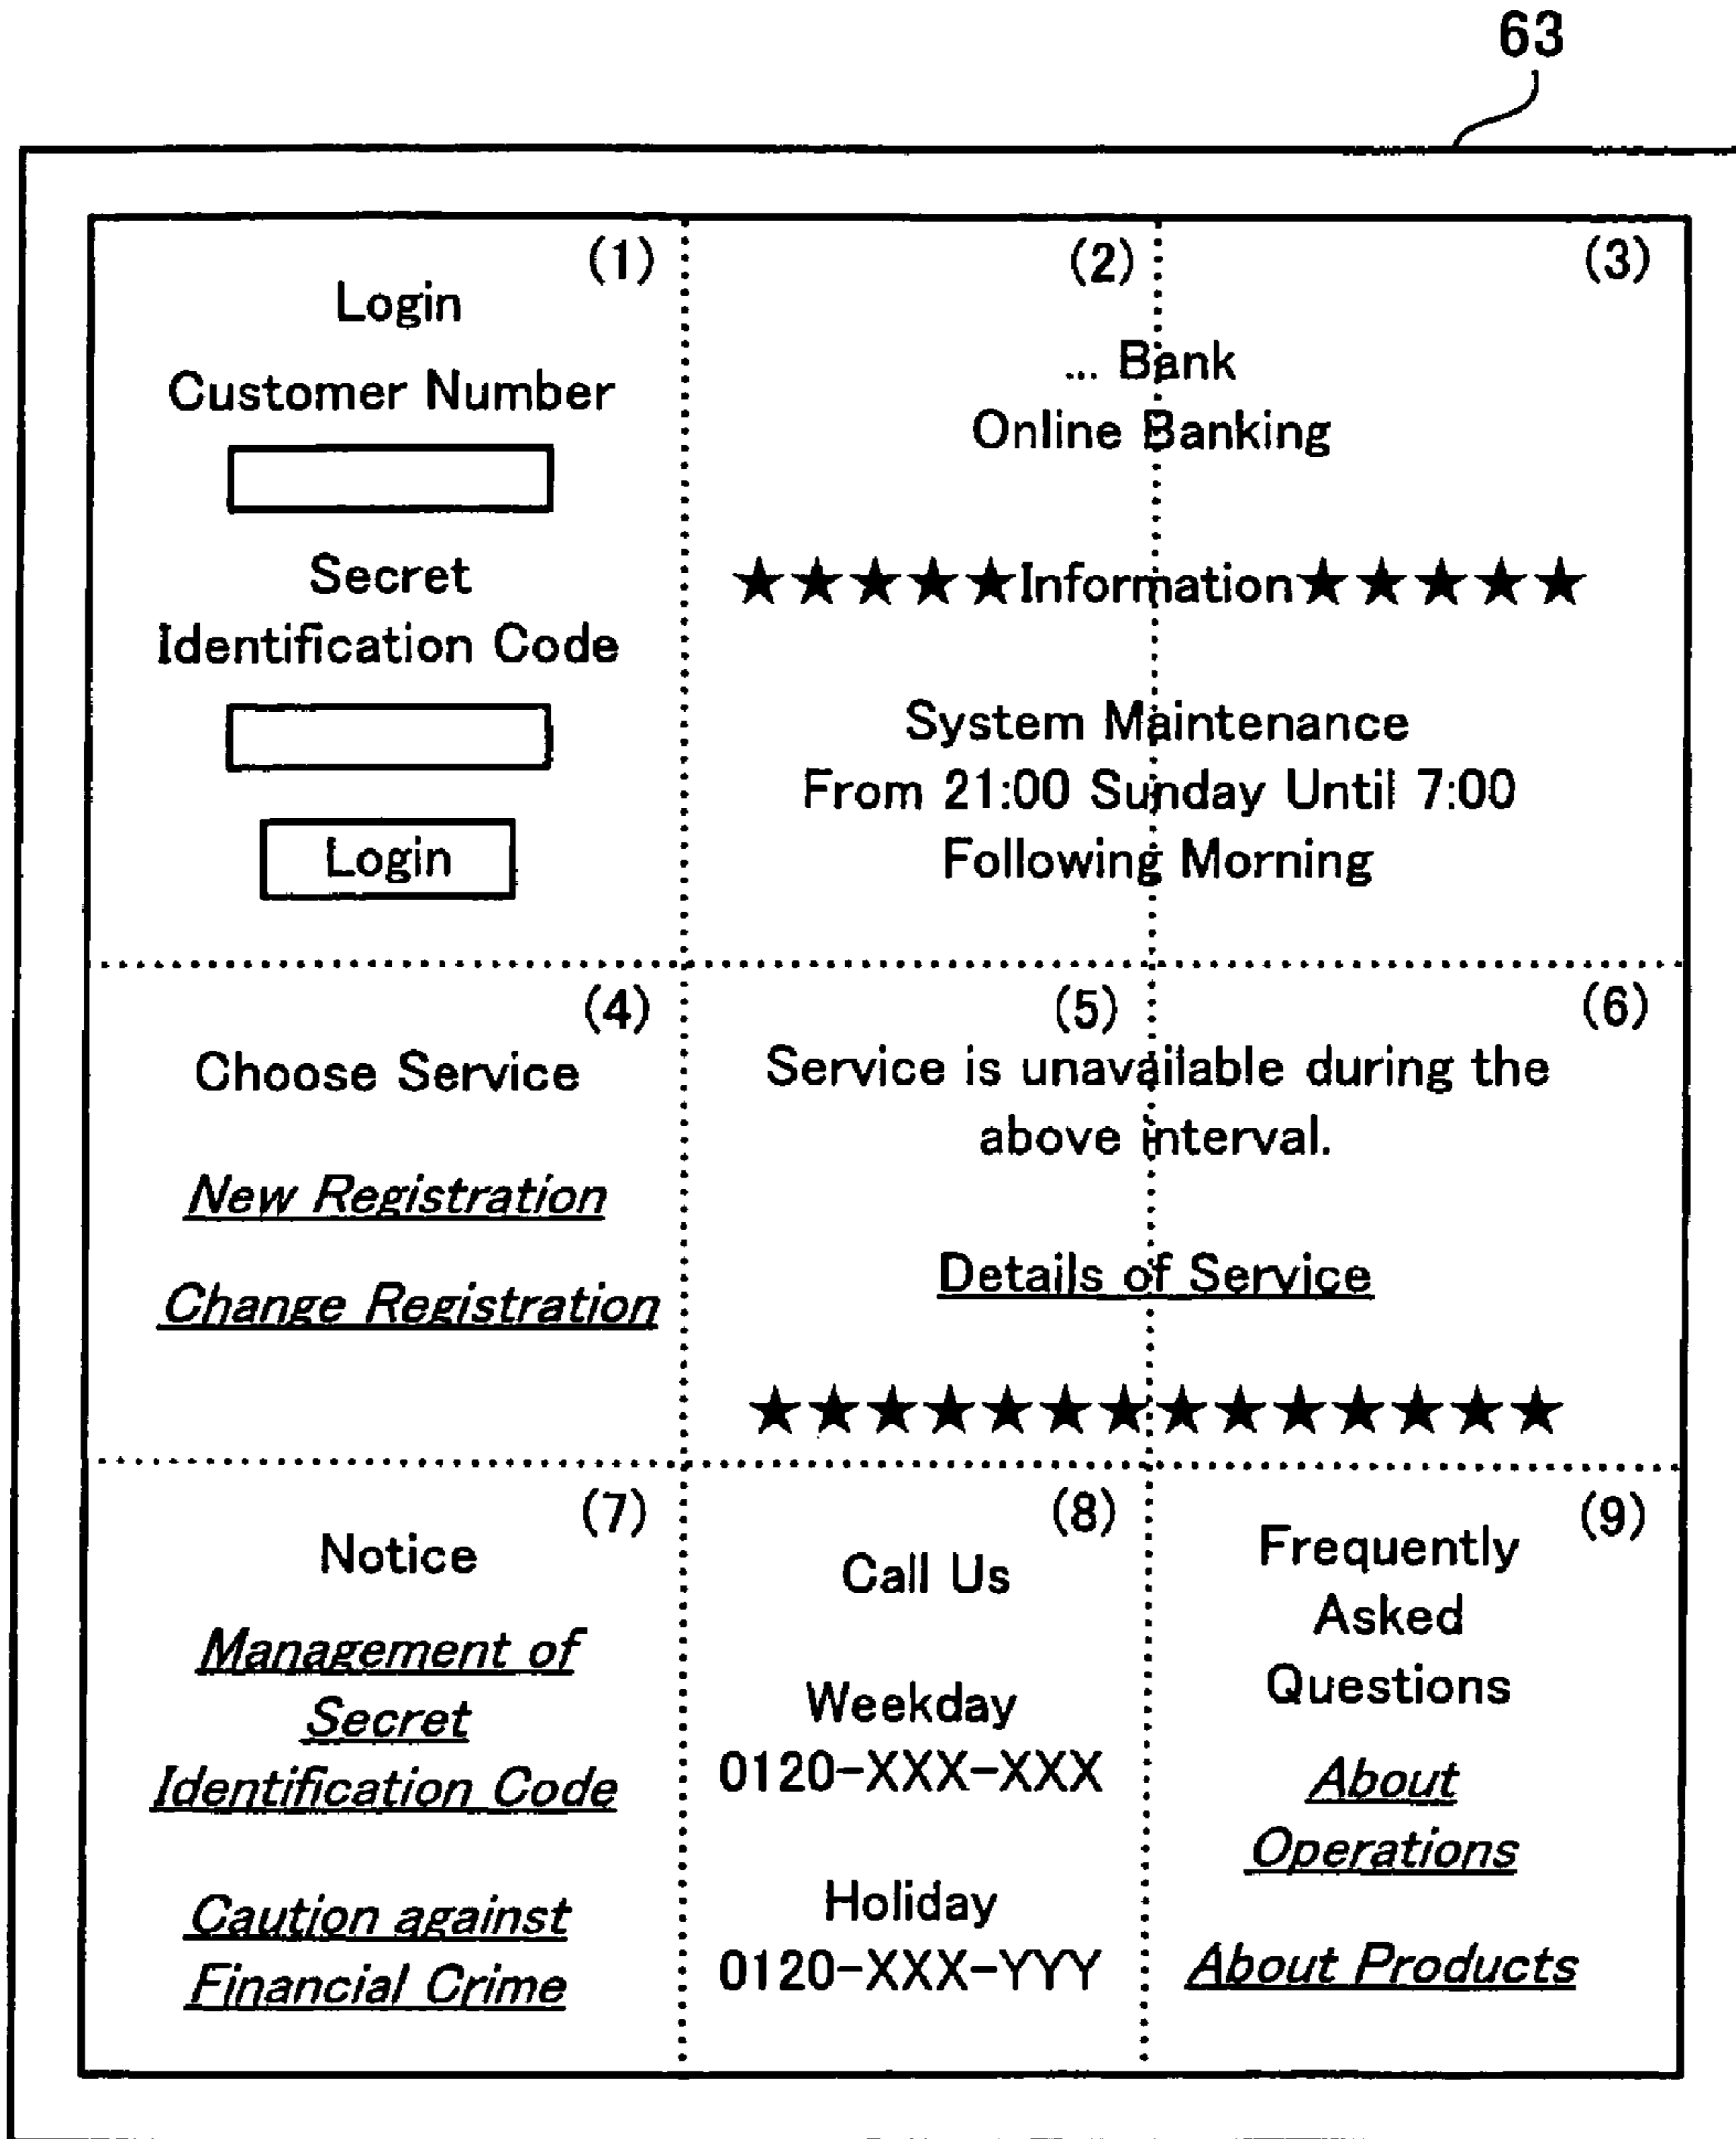 63
(1)
Login
Customer Number
Secret
Identification Code
Login
(2)
(3)
... Bank
Online Banking
★★★★★Information★★★★★
System Maintenance
From 21:00 Sunday Until 7:00
Following Morning
(4)
Choose Service
New Registration
Change Registration
(5)
(6)
Service is unavailable during the
above interval.
Details of Service
★★★★★★★★★★★★★★
(7)
Notice
Management of
Secret
Identification Code
Caution against
Financial Crime
(8)
Call Us
Weekday
0120-XXX-XXX
Holiday
0120-XXX-YYY
(9)
Frequently
Asked
Questions
About
Operations
About Products